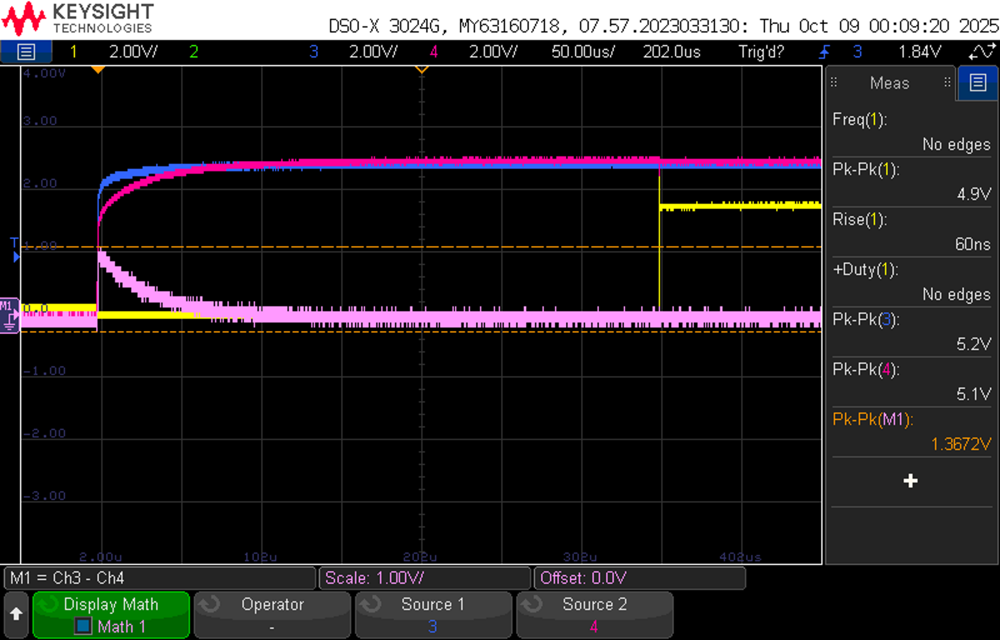 KEYSIGHT
TECHNOLOGIES
DSO-X 3024G, MY63160718, 07.57.2023033130: Thu Oct 09 00:09:20 2025
1 2.00V/ 2 3 2.00V/ 4 2.00V/ 50.00us/ 202.0us Trig'd? 3 1.84V
4.00V
3.00
2.00
1.00
0.0
-1.00
-2.00
-3.00
T
M1
2.00u 102u 202u 302u 402us
Meas
Freq(1):
No edges
Pk-Pk(1):
4.9V
Rise(1):
60ns
+Duty(1):
No edges
Pk-Pk(3):
5.2V
Pk-Pk(4):
5.1V
Pk-Pk(M1):
1.3672V
+
M1 = Ch3 - Ch4
Scale: 1.00V/
Offset: 0.0V
Display Math
Math 1
Operator
-
Source 1
3
Source 2
4